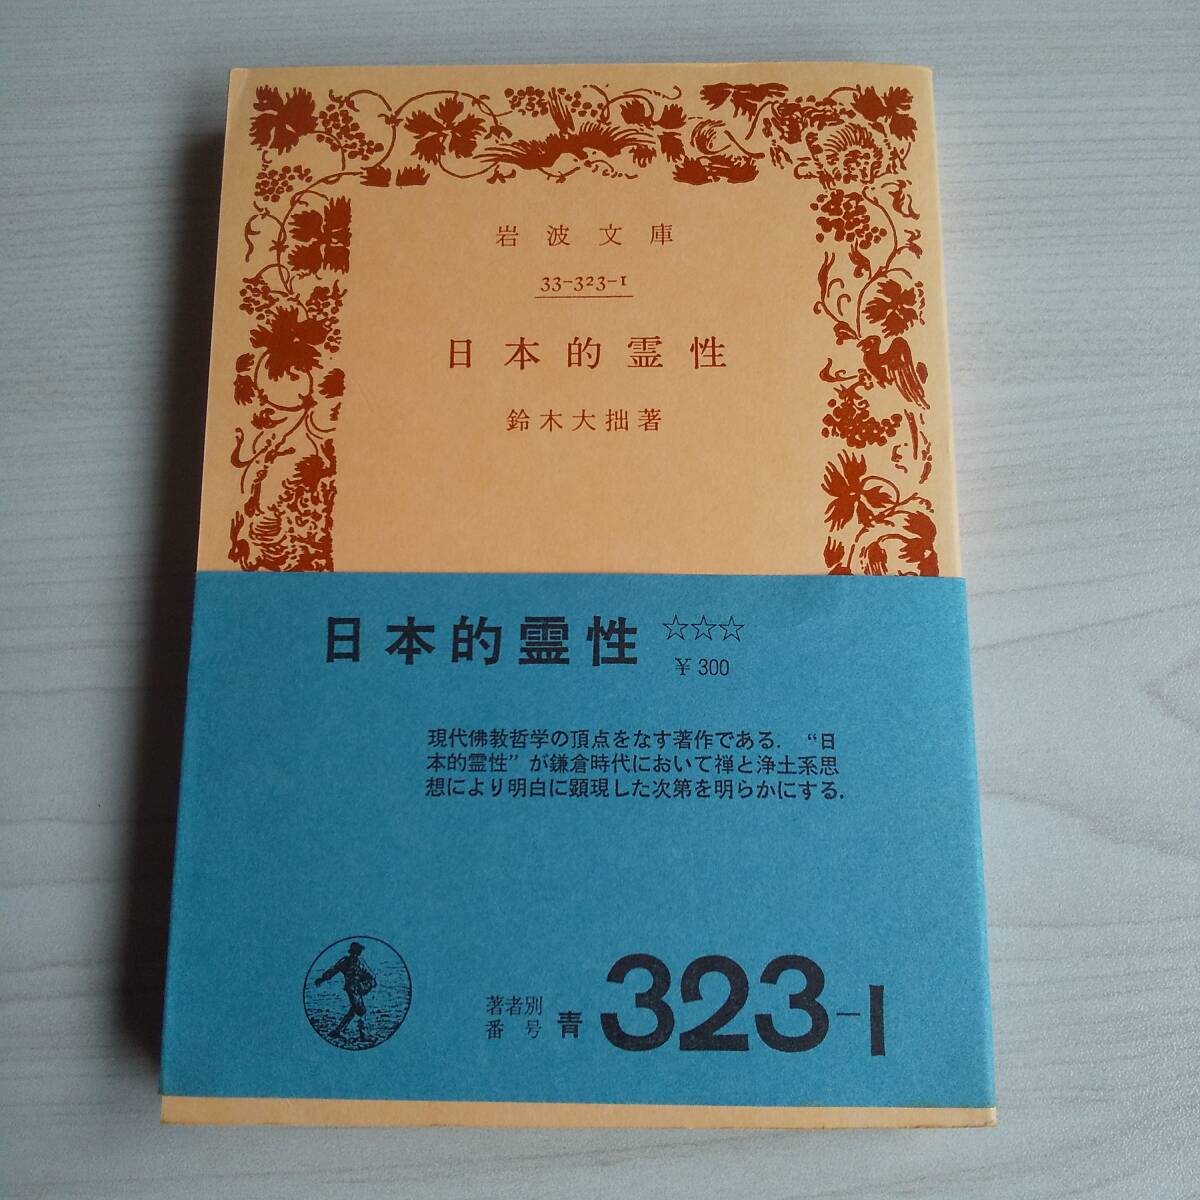 岩波文庫
33-323-1
日本的霊性
鈴木大拙著
日本的霊性 ☆☆☆
¥300
現代佛教哲学の頂点をなす著作である. “日
本的霊性”が鎌倉時代において禅と浄土系思
想により明白に顕現した次第を明らかにする.
著者別
番号 青 323-1